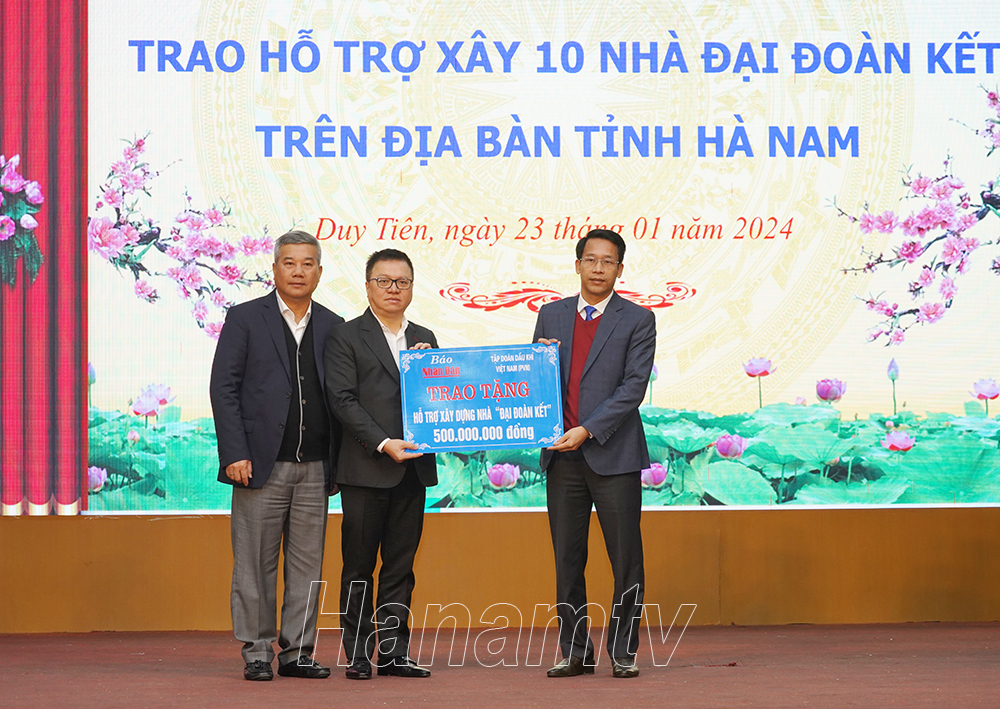 TRAO HỖ TRỢ XÂY 10 NHÀ ĐẠI ĐOÀN KẾT
TRÊN ĐỊA BÀN TỈNH HÀ NAM
Duy Tiên, ngày 23 tháng 01 năm 2024
Báo
Nhân Dân
TẬP ĐOÀN DẦU KHÍ
VIỆT NAM (PVN)
TRAO TẶNG
HỖ TRỢ XÂY DỰNG NHÀ "ĐẠI ĐOÀN KẾT"
500.000.000 đồng
Hanamtv